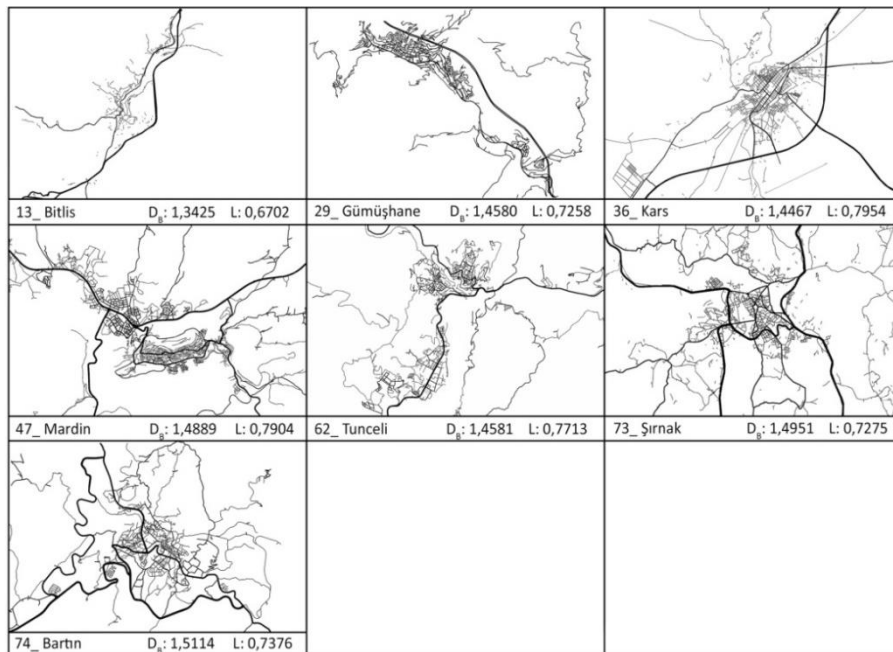 13_ Bitlis D_B: 1,3425 L: 0,6702
29_ Gümüşhane D_B: 1,4580 L: 0,7258
36_ Kars D_B: 1,4467 L: 0,7954
47_ Mardin D_B: 1,4889 L: 0,7904
62_ Tunceli D_B: 1,4581 L: 0,7713
73_ Şırnak D_B: 1,4951 L: 0,7275
74_ Bartın D_B: 1,5114 L: 0,7376